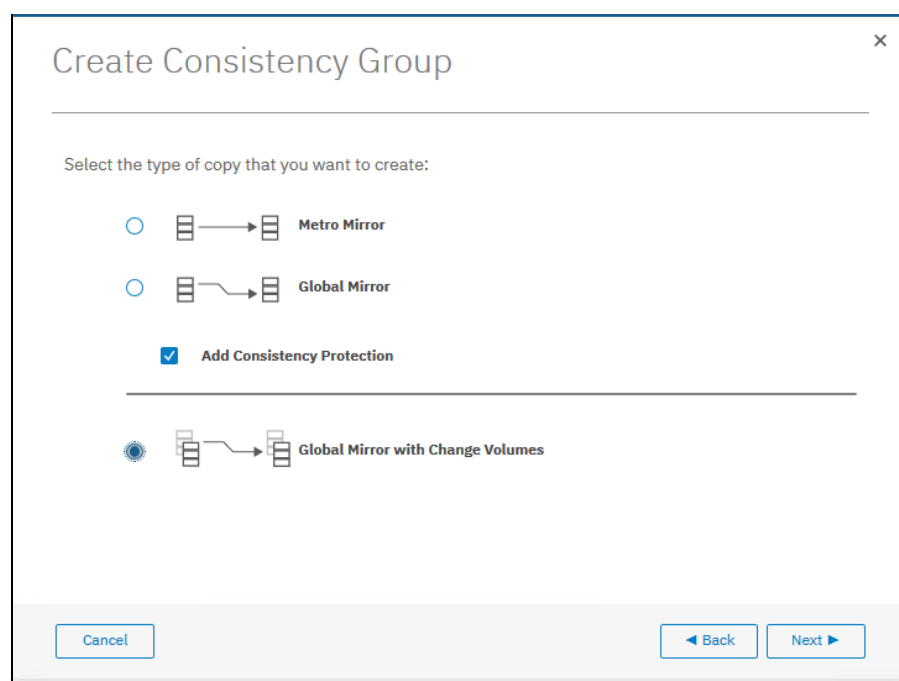 Create Consistency Group
Select the type of copy that you want to create:
Metro Mirror
Global Mirror
Add Consistency Protection
Global Mirror with Change Volumes
Cancel
Back
Next